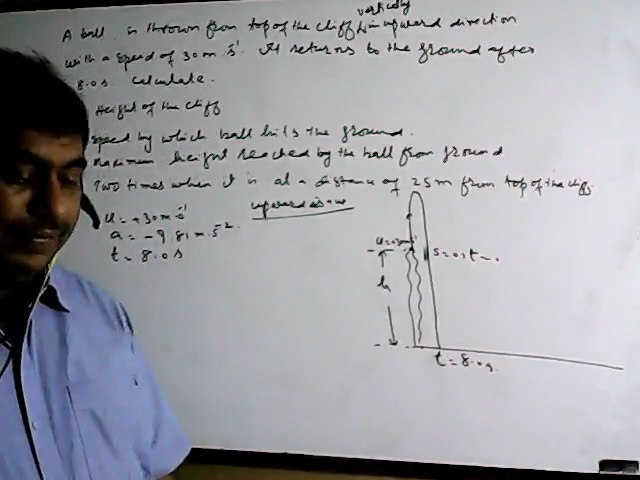 vertically
A ball is thrown from top of the cliff in upward direction
with a speed of 30 m s⁻¹. It returns to the ground after
8.0 s. Calculate.
Height of the cliff
Speed by which ball hits the ground.
Maximum height reached by the ball from ground
Two times when it is at a distance of 25 m from top of the cliff.
upward is +ve
u = +30 m s⁻¹
a = -9.81 m s⁻²
t = 8.0 s
h
s = 0, t = .
t = 8.0 s